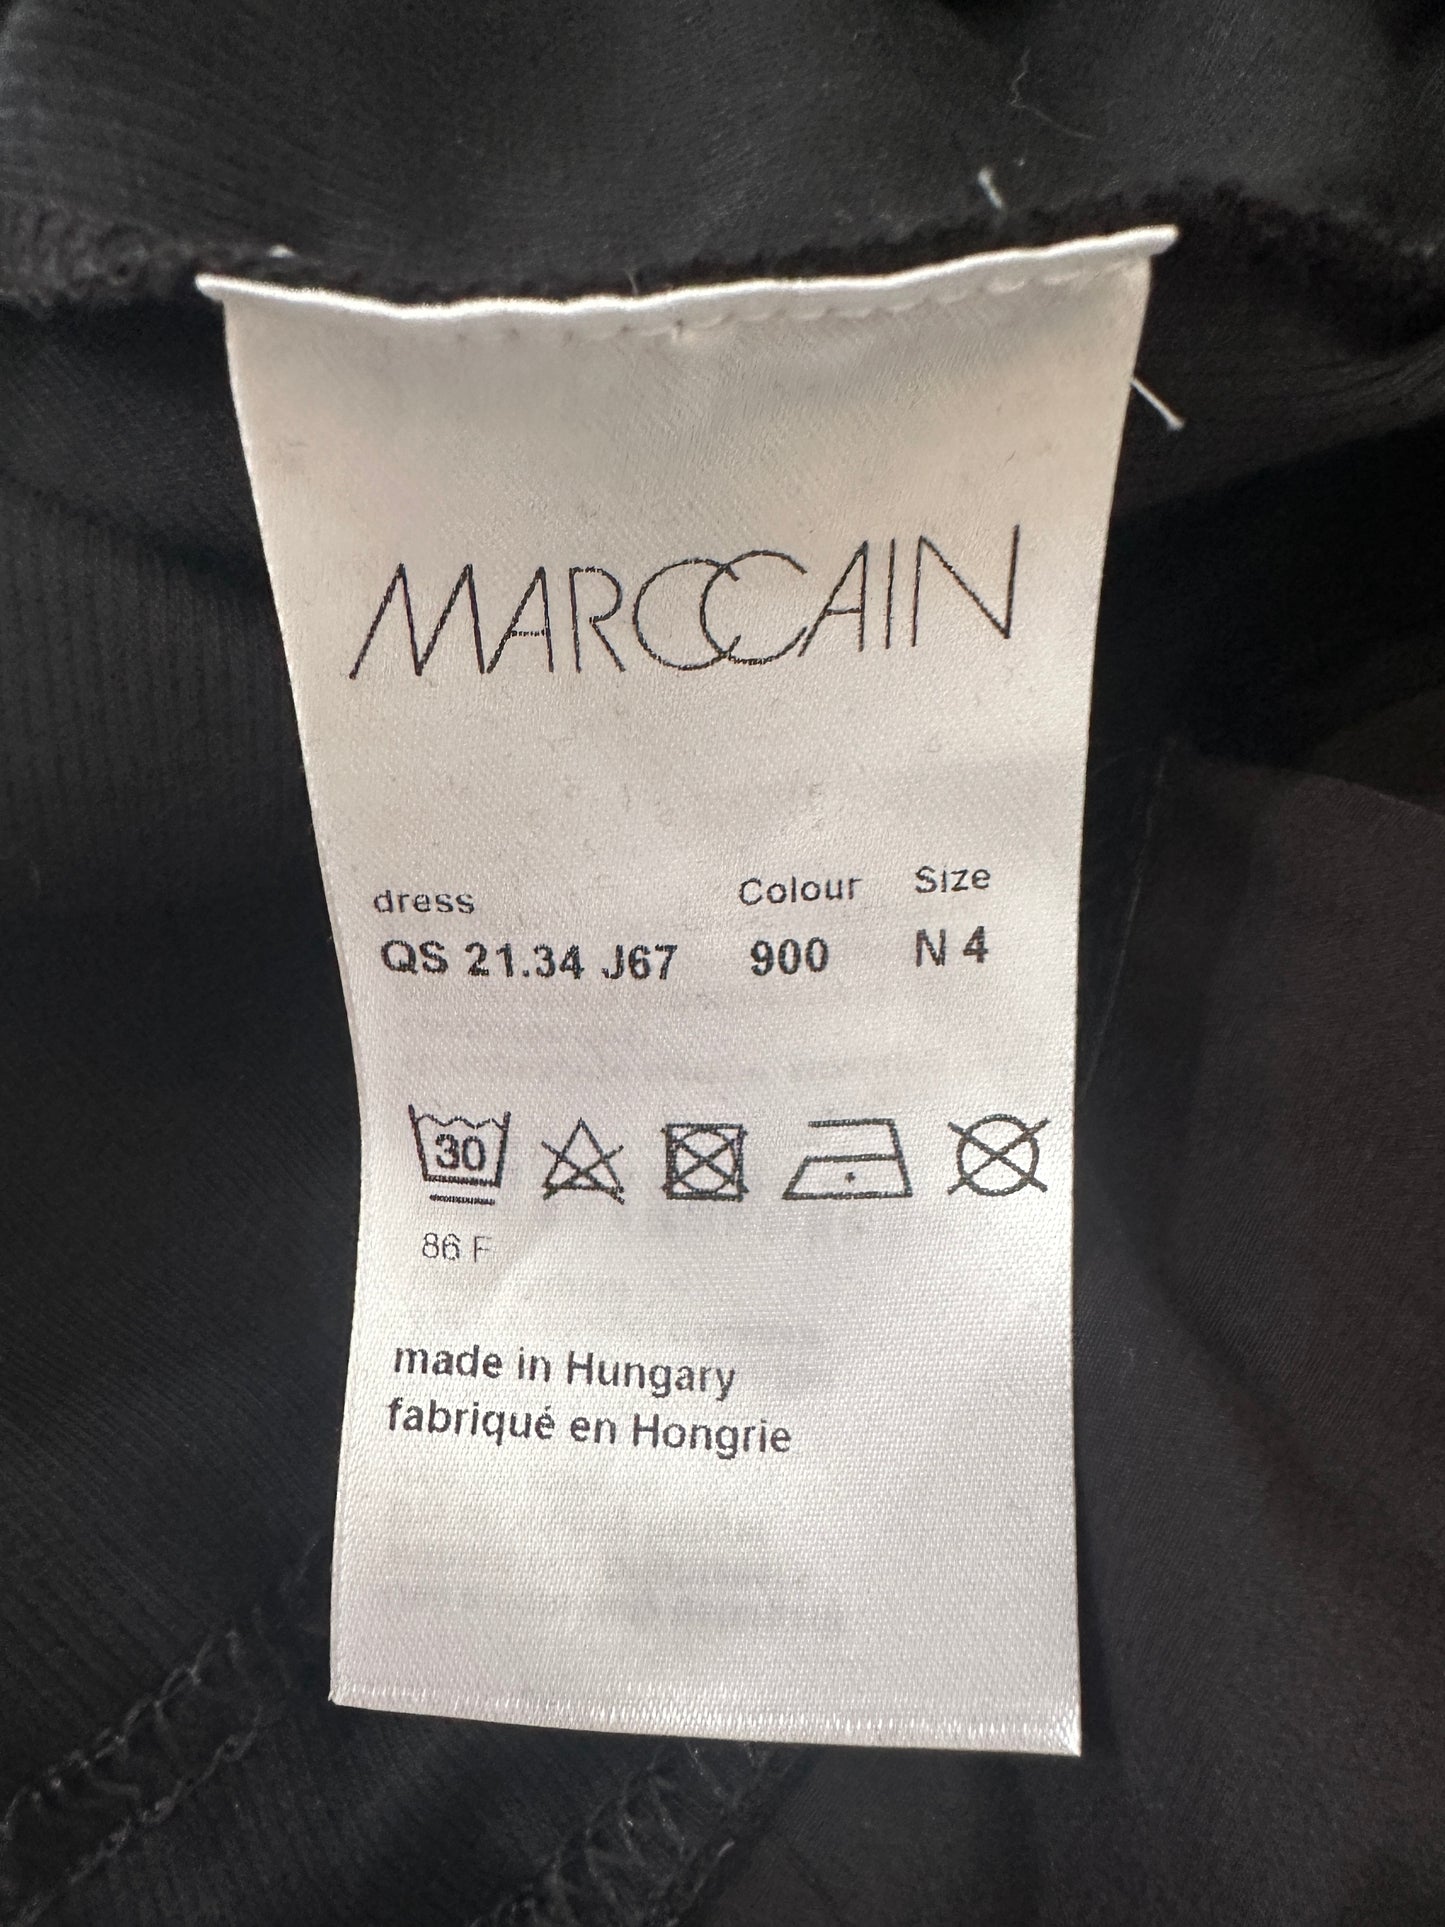 MARCCAIN
dress Colour Size
QS 21.34 J67 900 N 4
30
86 F
made in Hungary
fabriqué en Hongrie